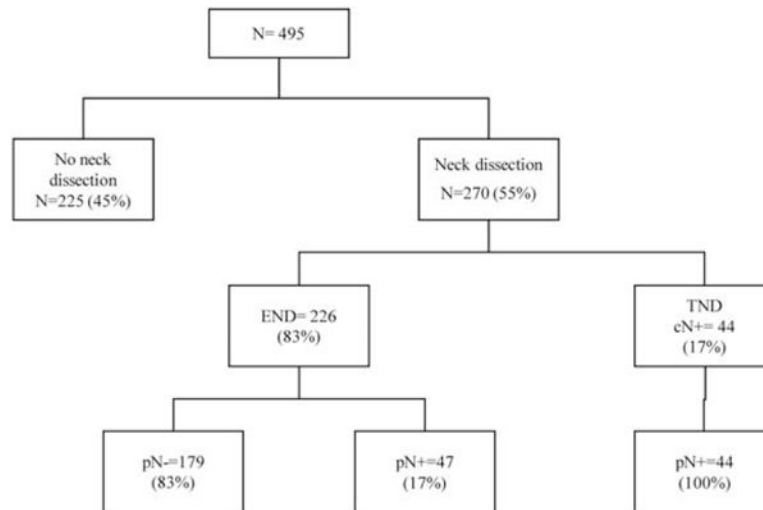 N= 495
No neck
dissection
N=225 (45%)
Neck dissection
N=270 (55%)
END= 226
(83%)
TND
cN+= 44
(17%)
pN-=179
(83%)
pN+=47
(17%)
pN+=44
(100%)